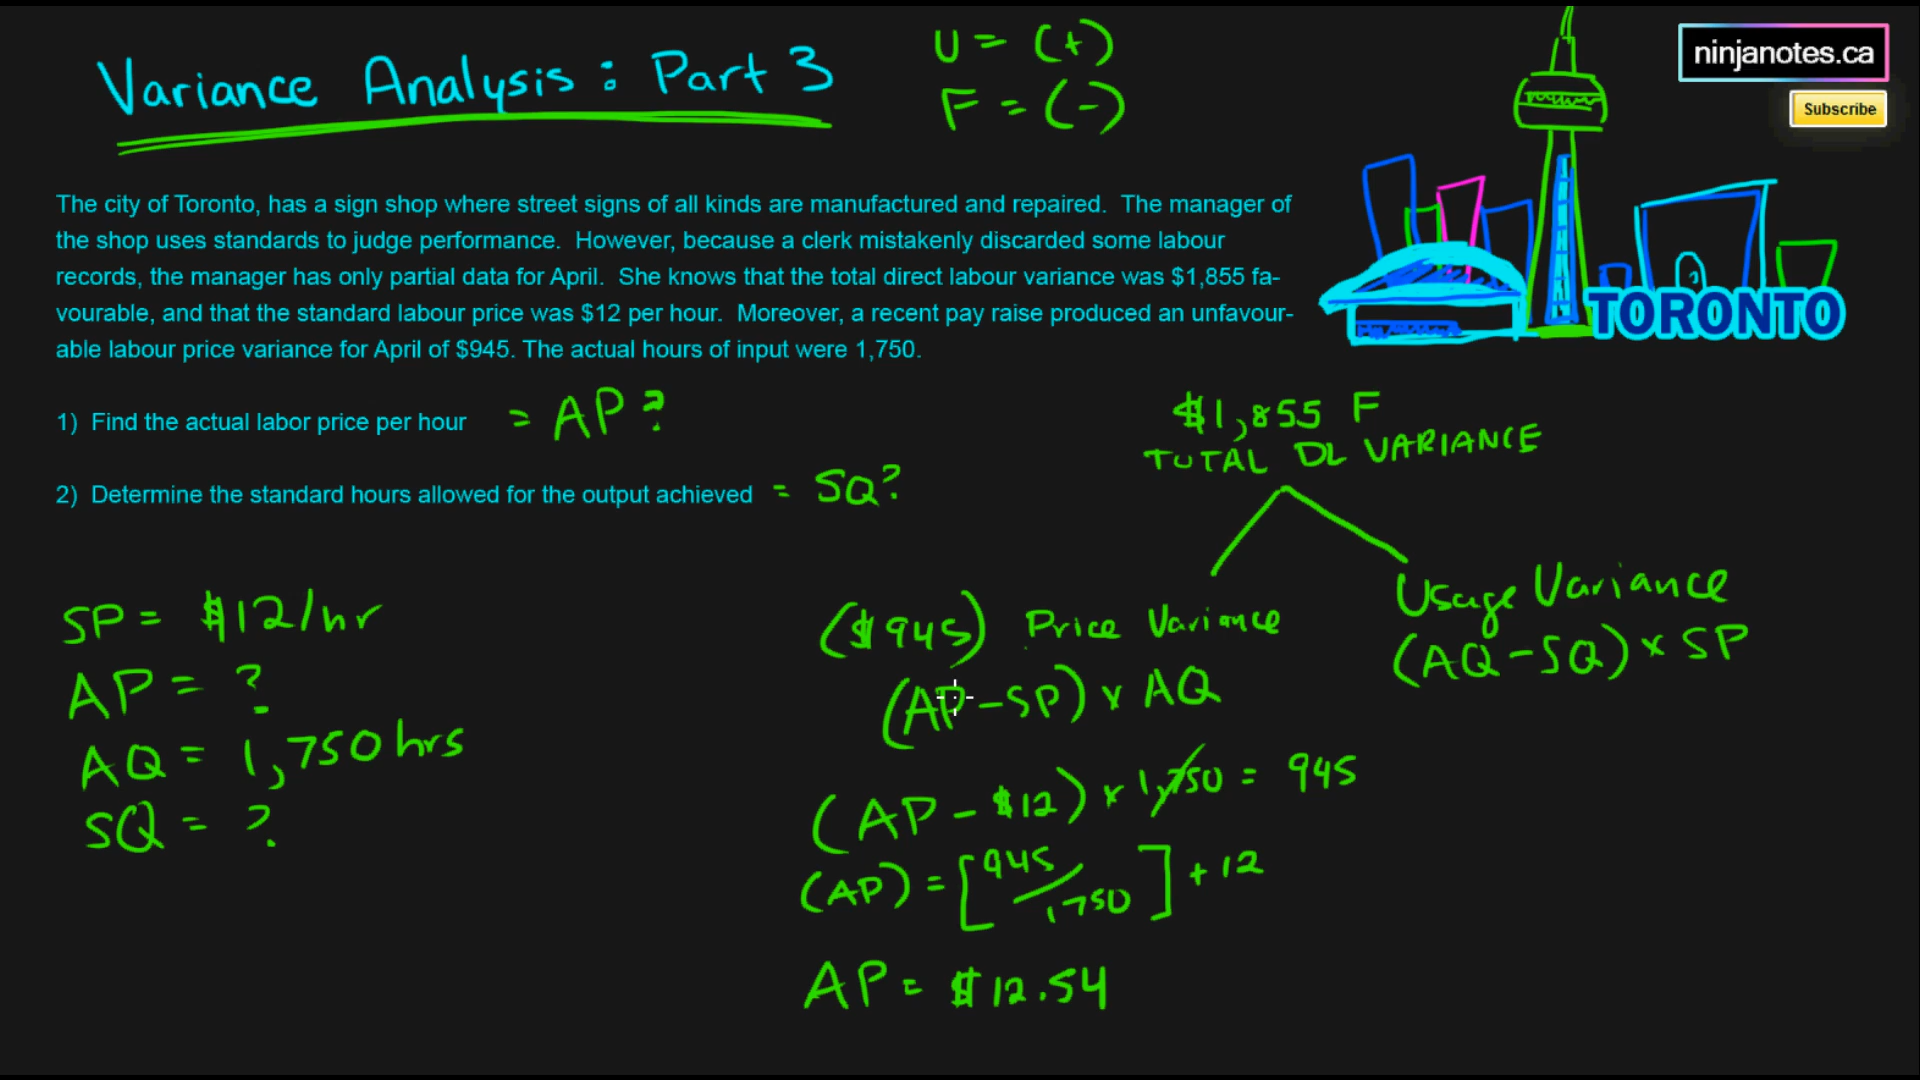 Variance Analysis: Part 3
U = (+)
F = (-)
ninjanotes.ca
Subscribe
The city of Toronto, has a sign shop where street signs of all kinds are manufactured and repaired. The manager of
the shop uses standards to judge performance. However, because a clerk mistakenly discarded some labour
records, the manager has only partial data for April. She knows that the total direct labour variance was $1,855 fa-
vourable, and that the standard labour price was $12 per hour. Moreover, a recent pay raise produced an unfavour-
able labour price variance for April of $945. The actual hours of input were 1,750.
TORONTO
1) Find the actual labor price per hour = AP?
2) Determine the standard hours allowed for the output achieved = SQ?
$1,855 F
TOTAL DL VARIANCE
SP = $12/hr
AP = ?
AQ = 1,750 hrs
SQ = ?
($945) Price Variance
(AP - SP) x AQ
(AP - $12) x 1,750 = 945
(AP) = [945/1750] + 12
AP = $12.54
Usage Variance
(AQ - SQ) x SP